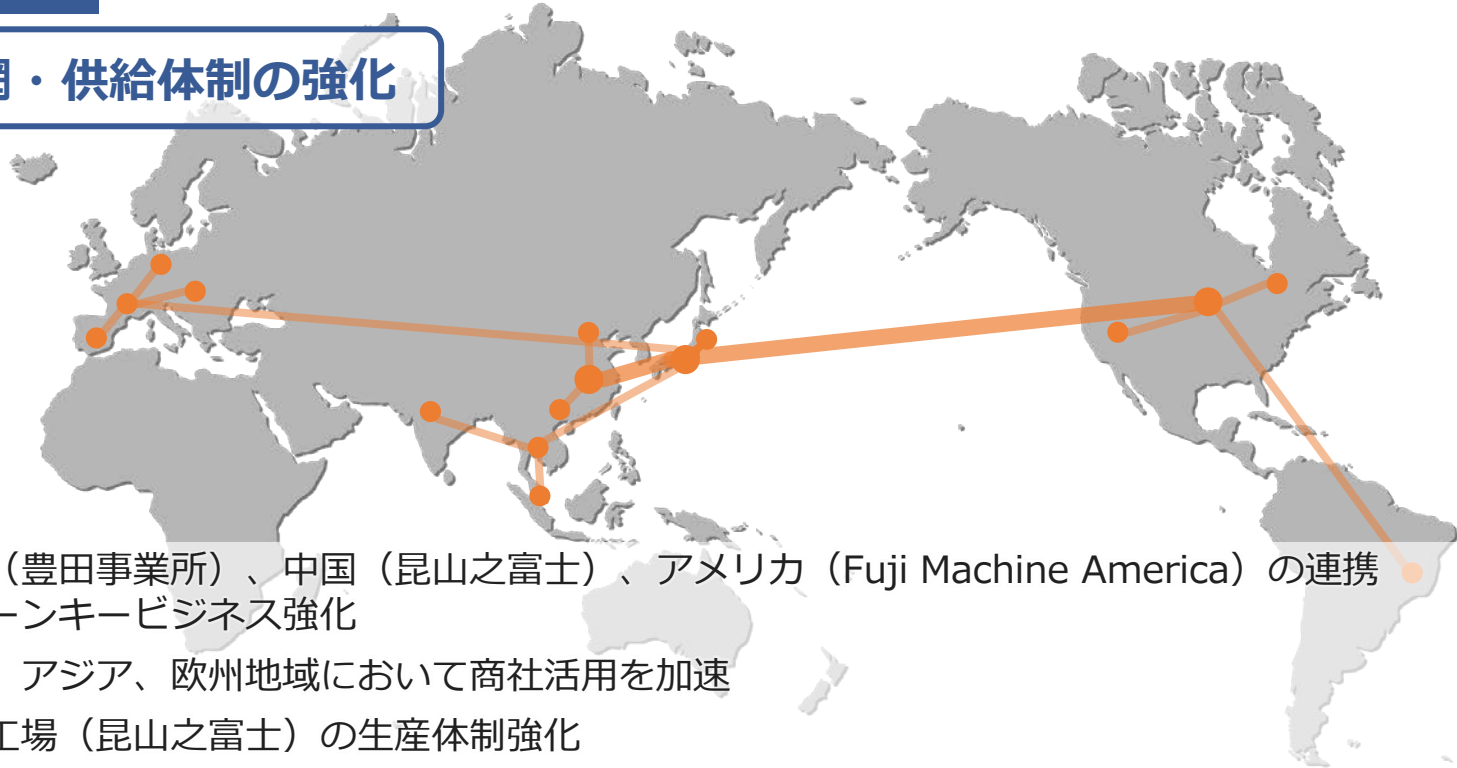 ・供給体制の強化
（豊田事業所）、中国（昆山之富士）、アメリカ（Fuji Machine America）の連携
ーンキービジネス強化
アジア、欧州地域において商社活用を加速
工場（昆山之富士）の生産体制強化